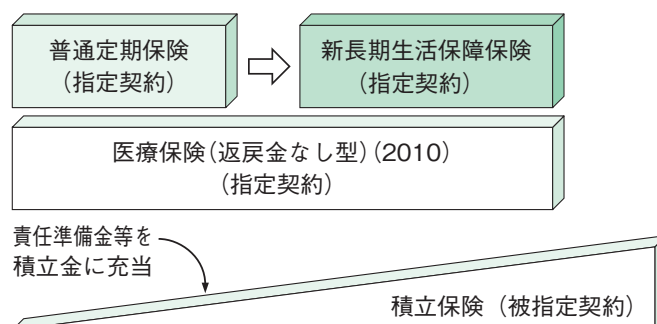 普通定期保険
（指定契約）
新長期生活保障保険
（指定契約）
医療保険（返戻金なし型）（2010）
（指定契約）
責任準備金等を
積立金に充当
積立保険（被指定契約）